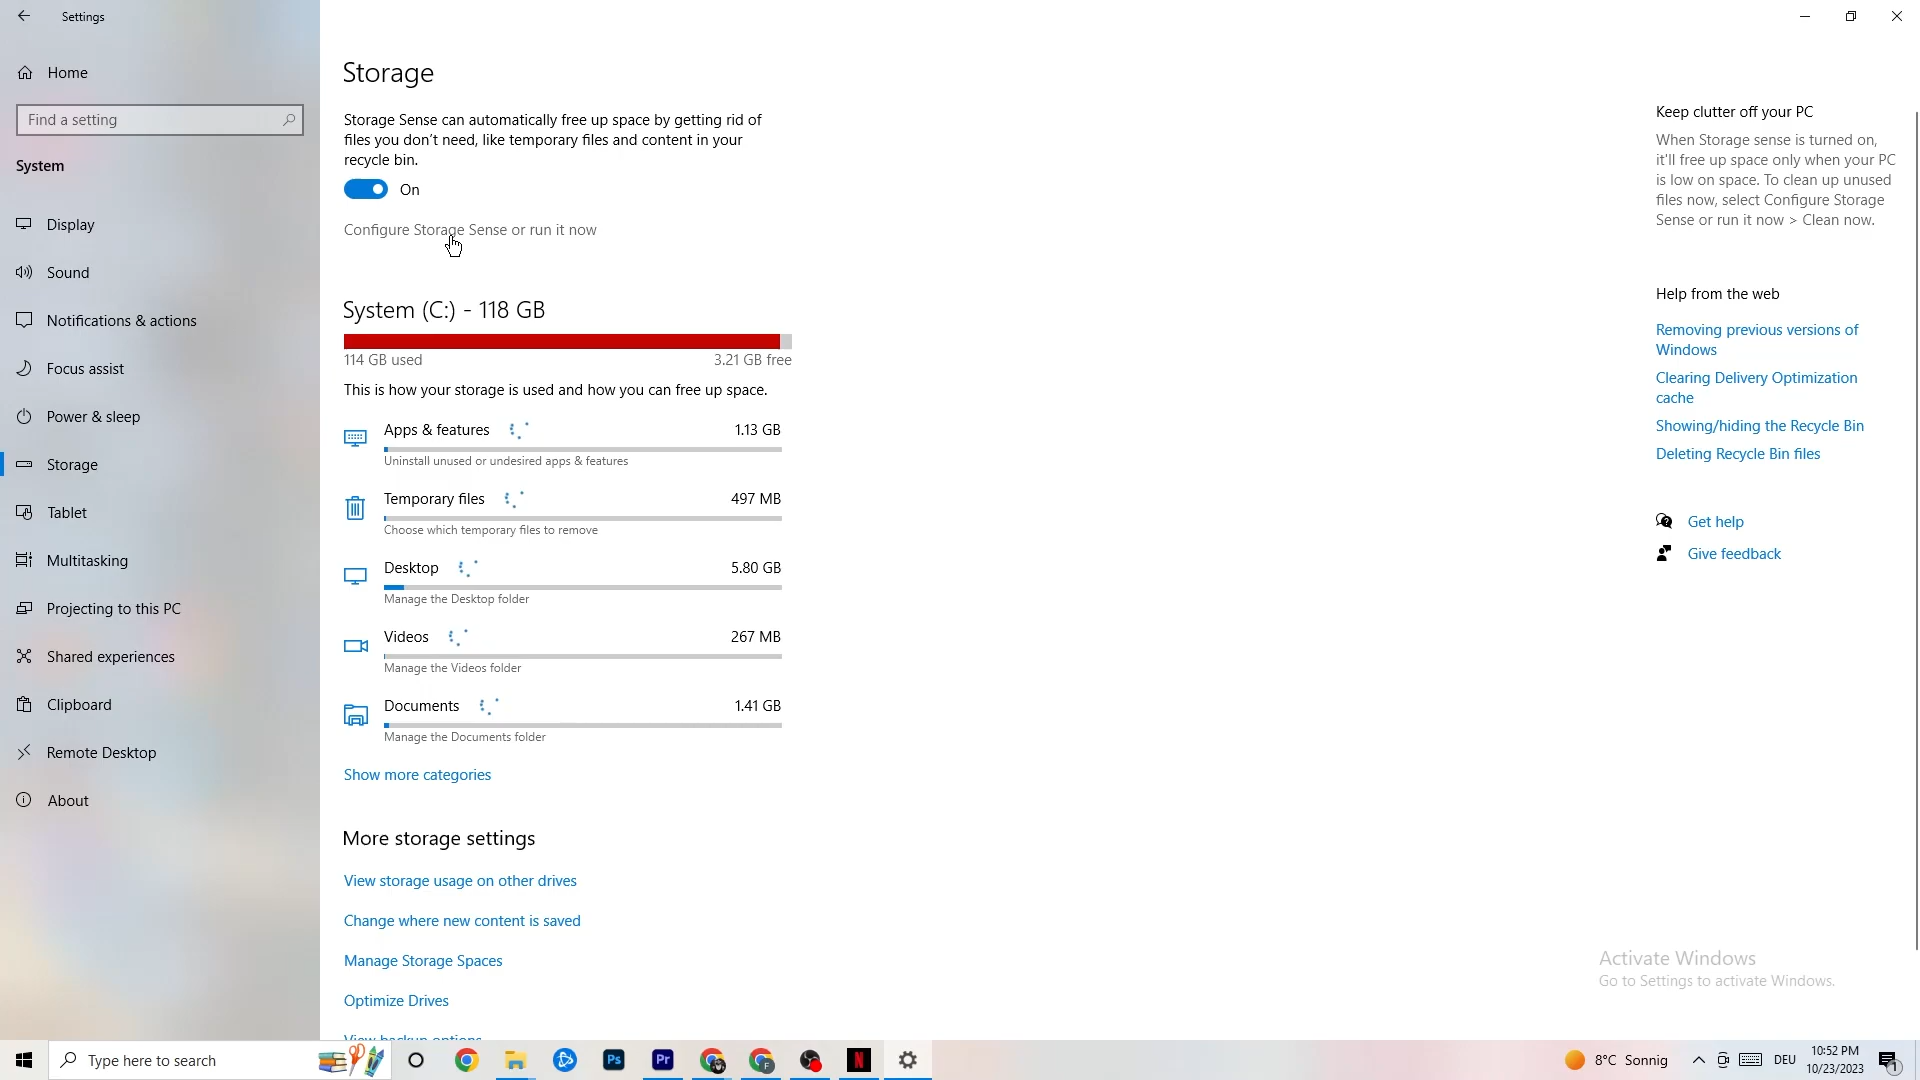 Settings
Home
Find a setting
System
Display
Sound
Notifications & actions
Focus assist
Power & sleep
Storage
Tablet
Multitasking
Projecting to this PC
Shared experiences
Clipboard
Remote Desktop
About
Storage
Storage Sense can automatically free up space by getting rid of
files you don't need, like temporary files and content in your
recycle bin.
On
Configure Storage Sense or run it now
System (C:) - 118 GB
114 GB used 3.21 GB free
This is how your storage is used and how you can free up space.
Apps & features 1.13 GB
Uninstall unused or undesired apps & features
Temporary files 497 MB
Choose which temporary files to remove
Desktop 5.80 GB
Manage the Desktop folder
Videos 267 MB
Manage the Videos folder
Documents 1.41 GB
Manage the Documents folder
Show more categories
More storage settings
View storage usage on other drives
Change where new content is saved
Manage Storage Spaces
Optimize Drives
View backup options
Keep clutter off your PC
When Storage sense is turned on,
it'll free up space only when your PC
is low on space. To clean up unused
files now, select Configure Storage
Sense or run it now > Clean now.
Help from the web
Removing previous versions of
Windows
Clearing Delivery Optimization
cache
Showing/hiding the Recycle Bin
Deleting Recycle Bin files
Get help
Give feedback
Activate Windows
Go to Settings to activate Windows.
Type here to search
Ps
Pr
F
N
8°C Sonnig
DEU
10:52 PM
10/23/2023
1